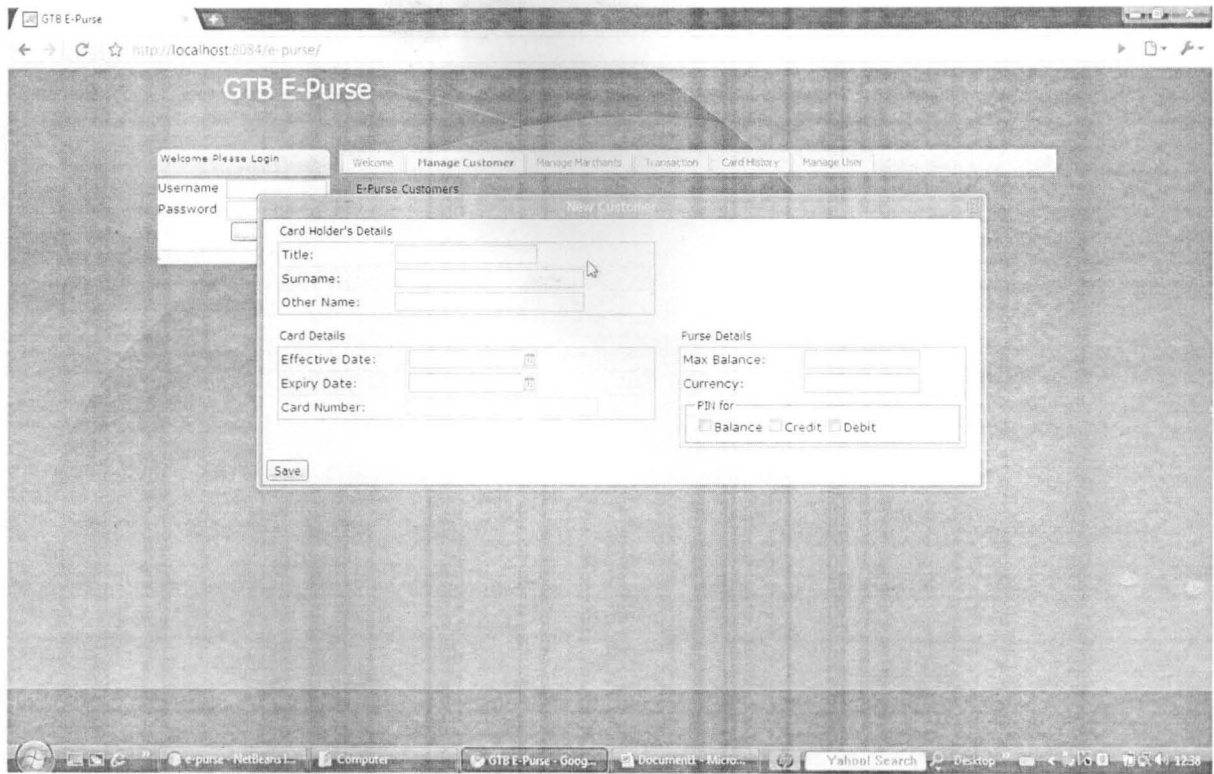 GTB E-Purse
http://localhost:8084/e-purse/
GTB E-Purse
Welcome Please Login
Username
Password
Welcome Manage Customer Manage Marchants Transaction Card History Manage User
E-Purse Customers
New Customer
Card Holder's Details
Title:
Surname:
Other Name:
Card Details
Effective Date:
Expiry Date:
Card Number:
Purse Details
Max Balance:
Currency:
PIN for
Balance Credit Debit
Save
e-purse - NetBeans I... Computer GTB E-Purse - Goog... Document1 - Micro... Yahoo! Search Desktop 12:38